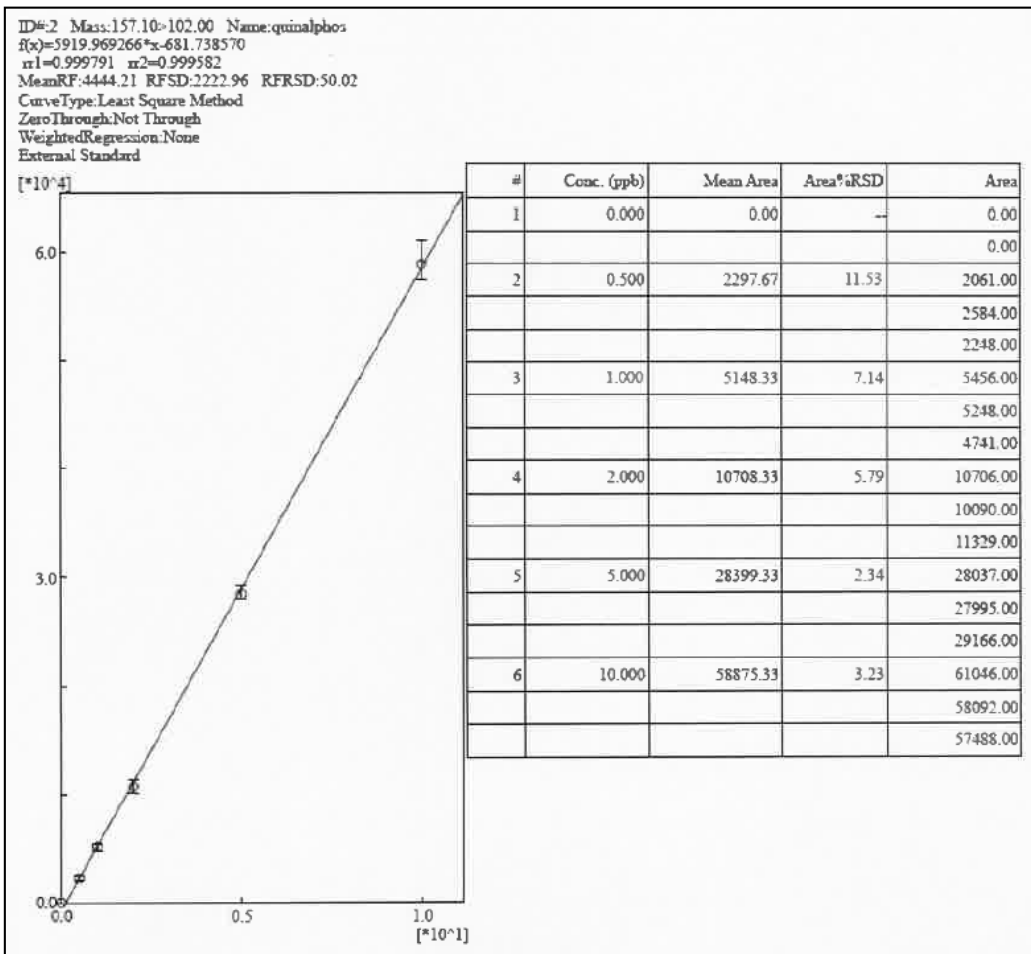 ID#:2 Mass:157.10>102.00 Name:quinalphos
f(x)=5919.969266*x-681.738570
rr1=0.999791 rr2=0.999582
MeanRF:4444.21 RFSD:2222.96 RFRSD:50.02
CurveType:Least Square Method
ZeroThrough:Not Through
WeightedRegression:None
External Standard
[*10^4]
6.0
3.0
0.0
0.0 0.5 1.0
[*10^1]
# Conc. (ppb) Mean Area Area%RSD Area
1 0.000 0.00 -- 0.00
0.00
2 0.500 2297.67 11.53 2061.00
2584.00
2248.00
3 1.000 5148.33 7.14 5456.00
5248.00
4741.00
4 2.000 10708.33 5.79 10706.00
10090.00
11329.00
5 5.000 28399.33 2.34 28037.00
27995.00
29166.00
6 10.000 58875.33 3.23 61046.00
58092.00
57488.00